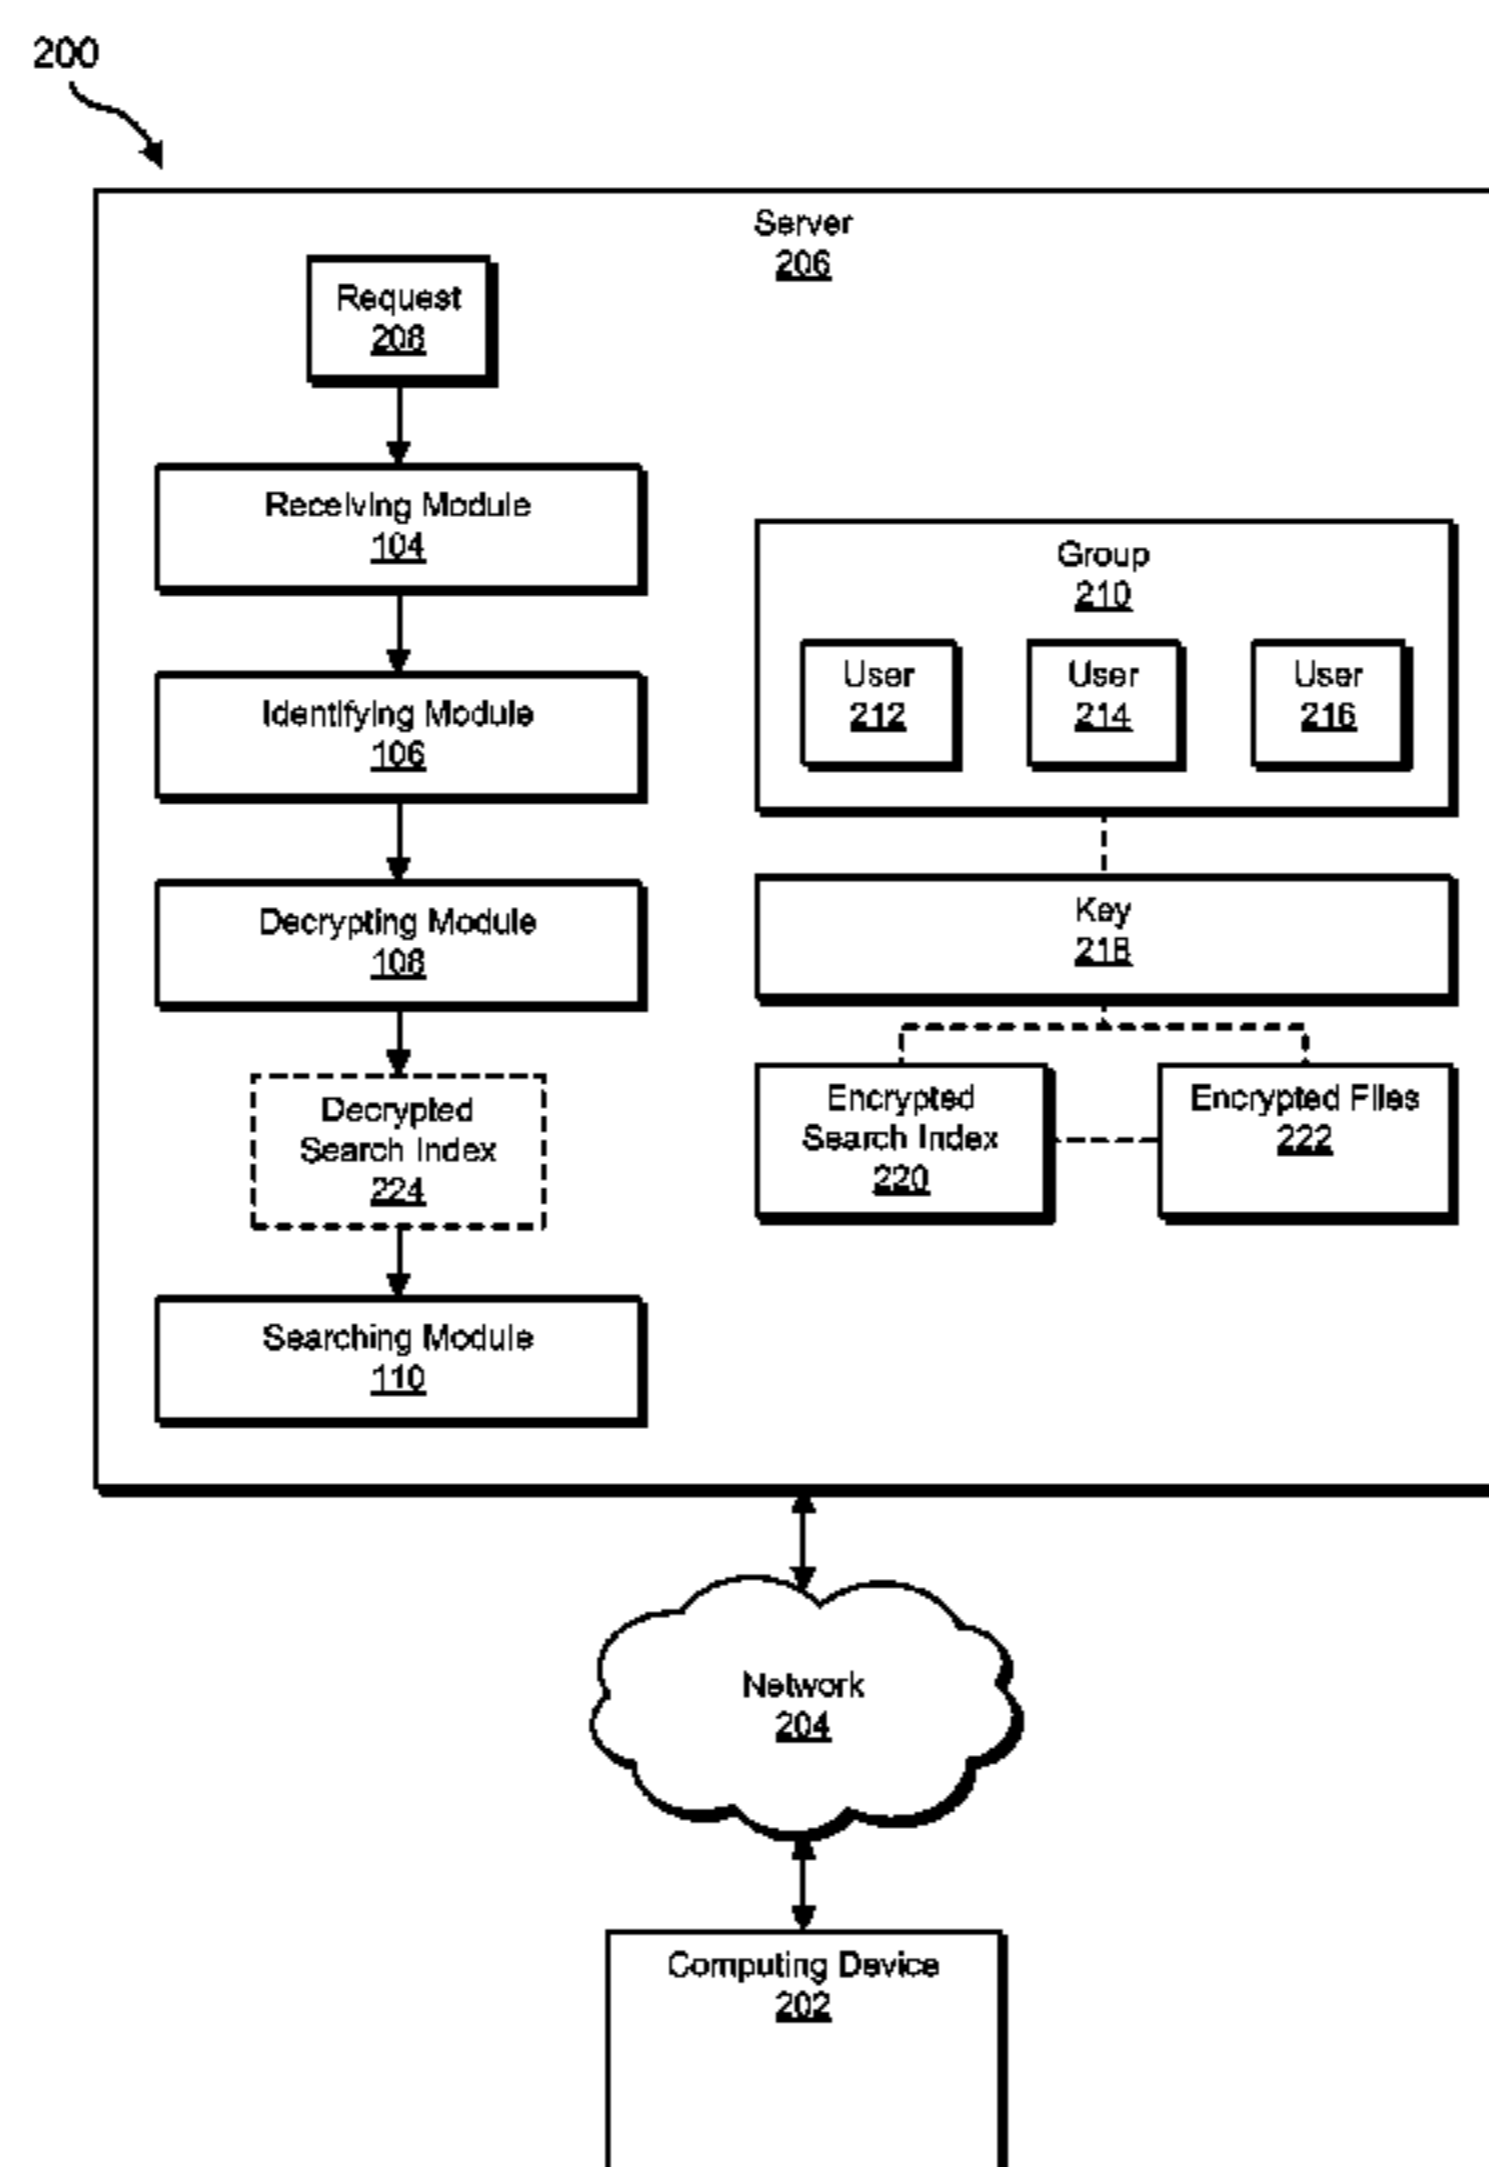 200
Server
206
Request
208
Receiving Module
104
Identifying Module
106
Decrypting Module
108
Decrypted
Search Index
224
Searching Module
110
Group
210
User
212
User
214
User
216
Key
218
Encrypted
Search Index
220
Encrypted Files
222
Network
204
Computing Device
202